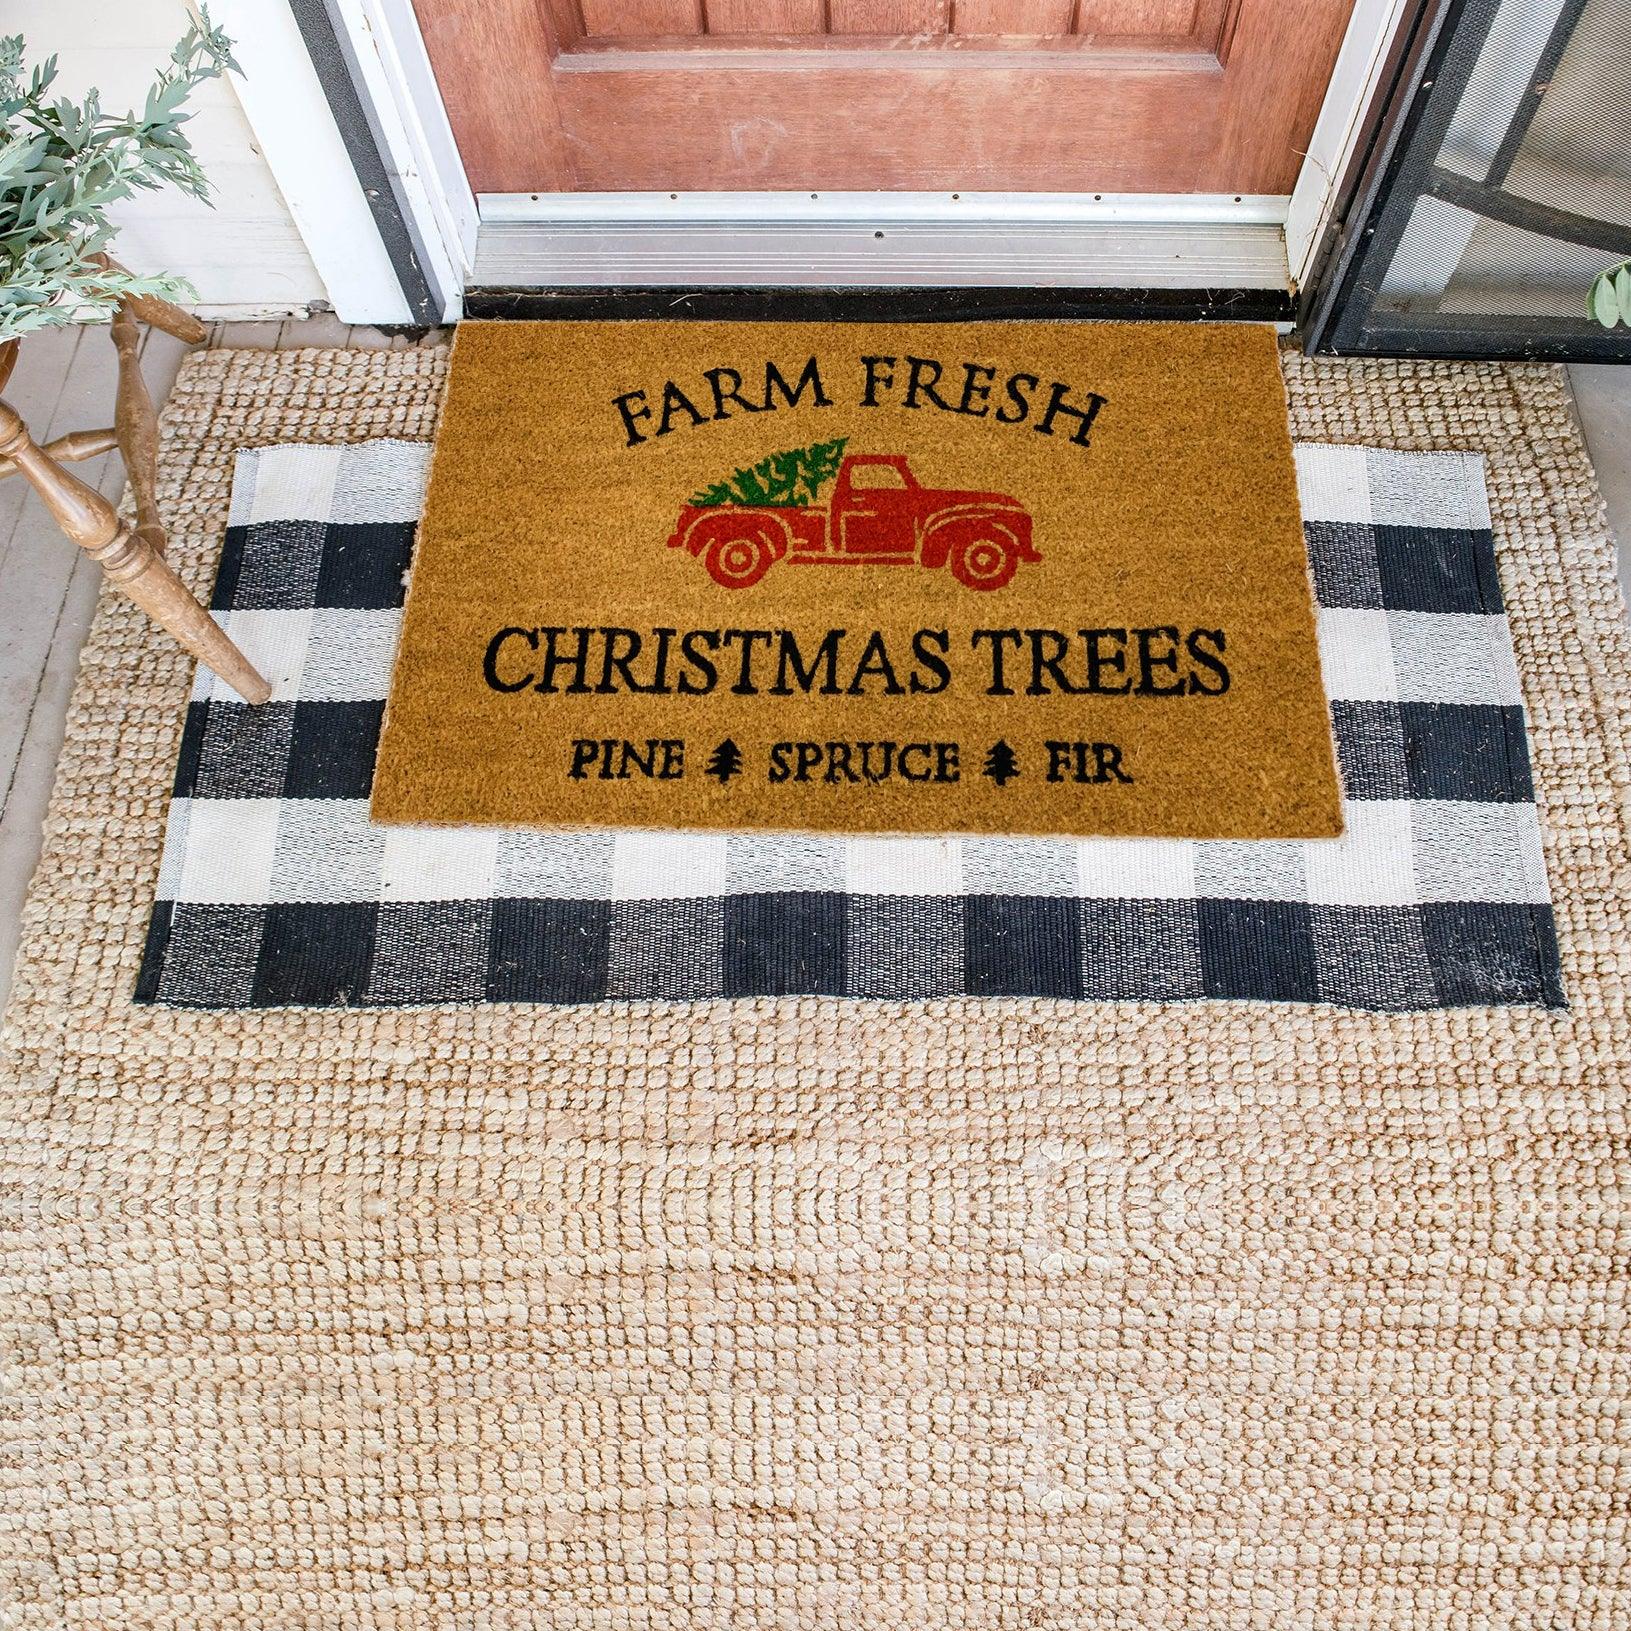 FARM FRESH
CHRISTMAS TREES
PINE SPRUCE FIR